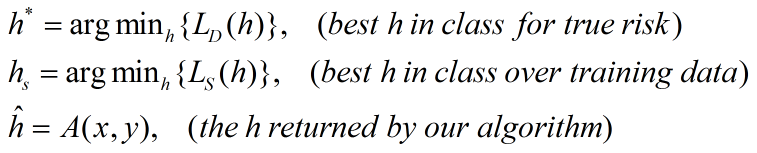 h* = arg min_h {L_D(h)}, (best h in class for true risk)
h_s = arg min_h {L_S(h)}, (best h in class over training data)
ĥ = A(x, y), (the h returned by our algorithm)